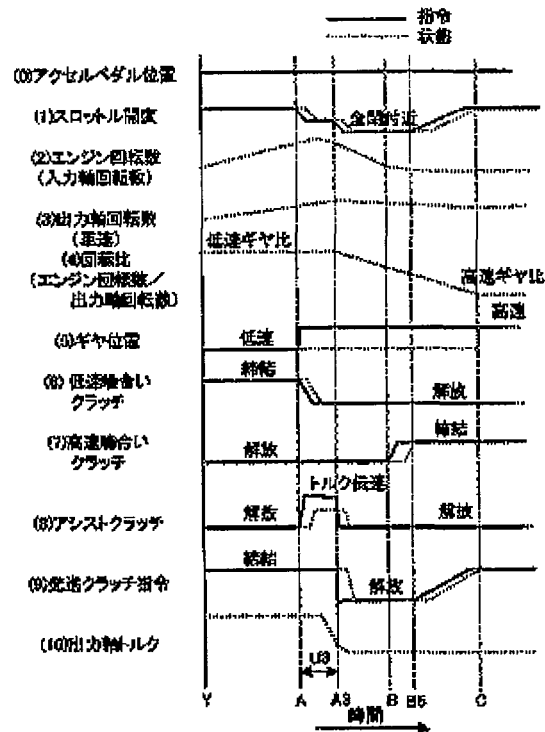 指令
状態
(0)アクセルペダル位置
(1)スロットル開度
全閉付近
(2)エンジン回転数
(入力軸回転数)
(3)出力軸回転数
(車速)
低速ギヤ比
(4)回転比
(エンジン回転数/
出力軸回転数)
高速ギヤ比
高速
(5)ギヤ位置
低速
締結
(6) 低速噛合い
クラッチ
解放
(7)高速噛合い
クラッチ
解放
締結
トルク伝達
(8)アシストクラッチ
解放
解放
締結
(9)発進クラッチ指令
解放
(10)出力軸トルク
U3
Y A A3 B B5 C
時間